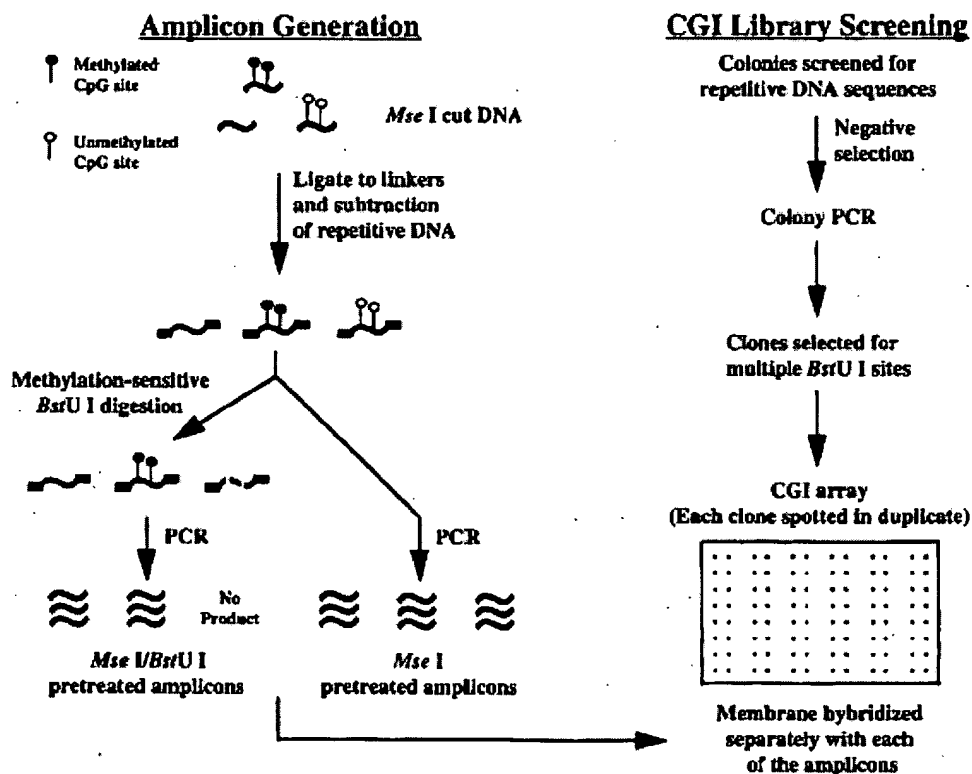 Amplicon Generation
Methylated
CpG site
Unmethylated
CpG site
Mse I cut DNA
Ligate to linkers
and subtraction
of repetitive DNA
Methylation-sensitive
BstU I digestion
PCR
PCR
No
Product
Mse I/BstU I
pretreated amplicons
Mse I
pretreated amplicons
CGI Library Screening
Colonies screened for
repetitive DNA sequences
Negative
selection
Colony PCR
Clones selected for
multiple BstU I sites
CGI array
(Each clone spotted in duplicate)
Membrane hybridized
separately with each
of the amplicons